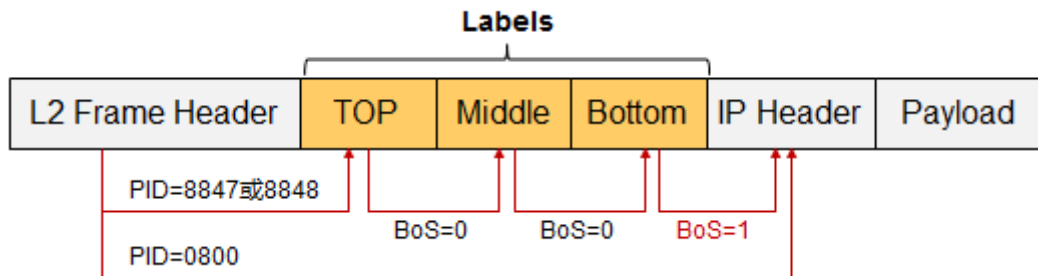 Labels
L2 Frame Header TOP Middle Bottom IP Header Payload
PID=8847或8848
BoS=0 BoS=0 BoS=1
PID=0800